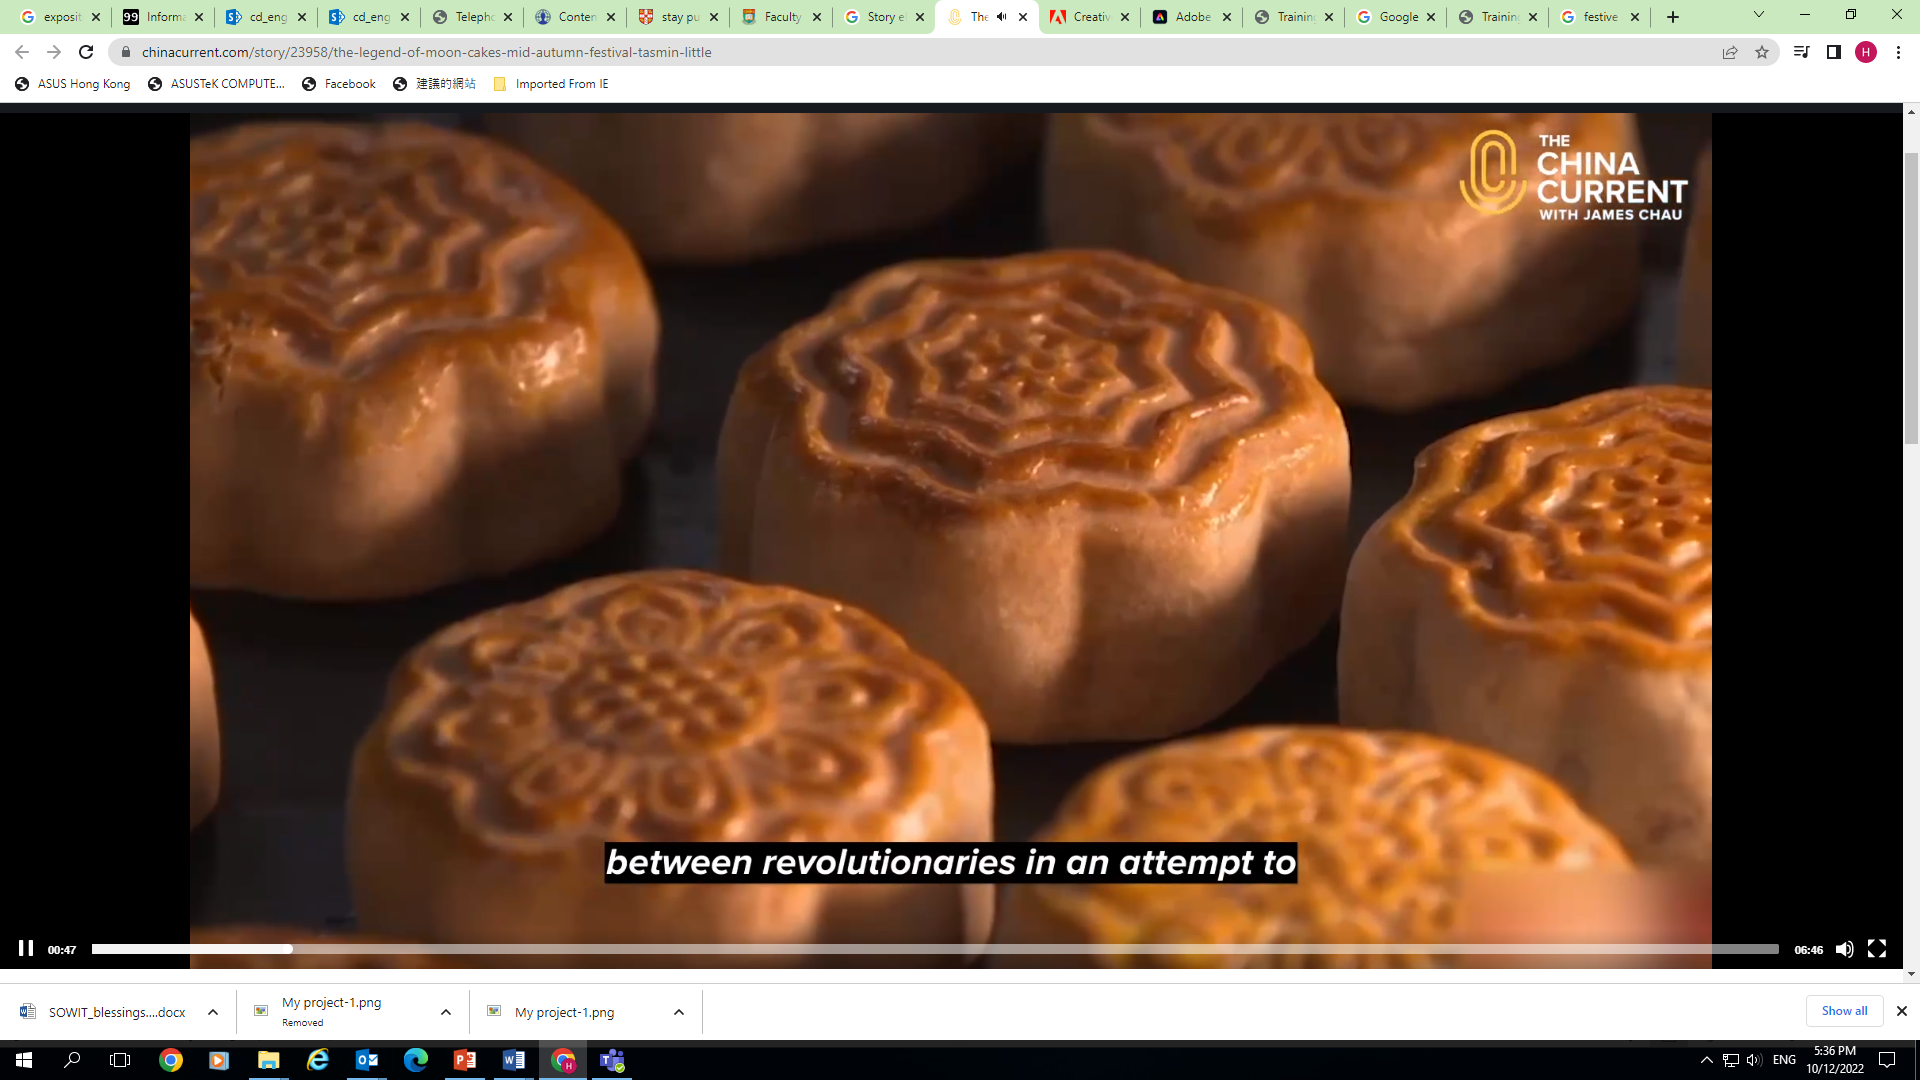 exposit
Informa
cd_eng
cd_eng
Teleph
Conten
stay pu
Faculty
Story el
The
Creativ
Adobe
Training
Google
Training
festive
chinacurrent.com/story/23958/the-legend-of-moon-cakes-mid-autumn-festival-tasmin-little
H
ASUS Hong Kong
ASUSTeK COMPUTE...
Facebook
建議的網站
Imported From IE
THE
CHINA
CURRENT
WITH JAMES CHAU
between revolutionaries in an attempt to
00:47
06:46
SOWIT_blessings....docx
My project-1.png
Removed
My project-1.png
Show all
ENG
5:36 PM
10/12/2022